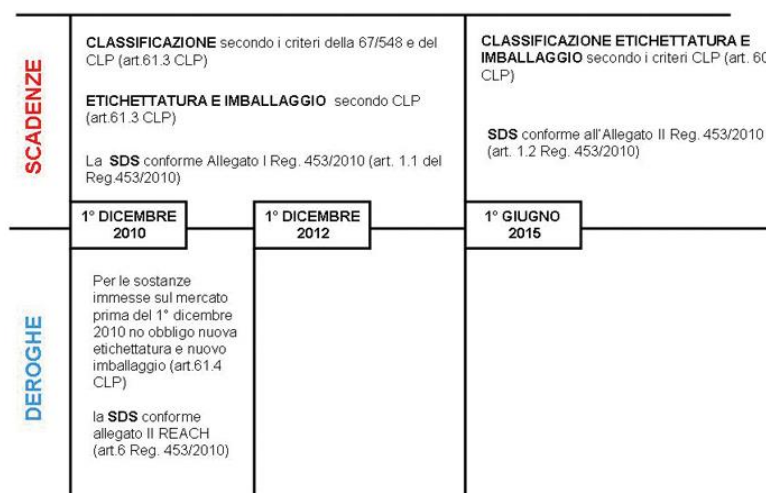 SCADENZE
CLASSIFICAZIONE secondo i criteri della 67/548 e del
CLP (art.61.3 CLP)
ETICHETTATURA E IMBALLAGGIO secondo CLP
(art.61.3 CLP)
La SDS conforme Allegato I Reg. 453/2010 (art. 1.1 del
Reg.453/2010)
CLASSIFICAZIONE ETICHETTATURA E
IMBALLAGGIO secondo i criteri CLP (art. 60
CLP)
SDS conforme all'Allegato II Reg. 453/2010
(art. 1.2 Reg. 453/2010)
1° DICEMBRE
2010
1° DICEMBRE
2012
1° GIUGNO
2015
DEROGHE
Per le sostanze
immesse sul mercato
prima del 1° dicembre
2010 no obbligo nuova
etichettatura e nuovo
imballaggio (art.61.4
CLP)
la SDS conforme
allegato II REACH
(art.6 Reg. 453/2010)